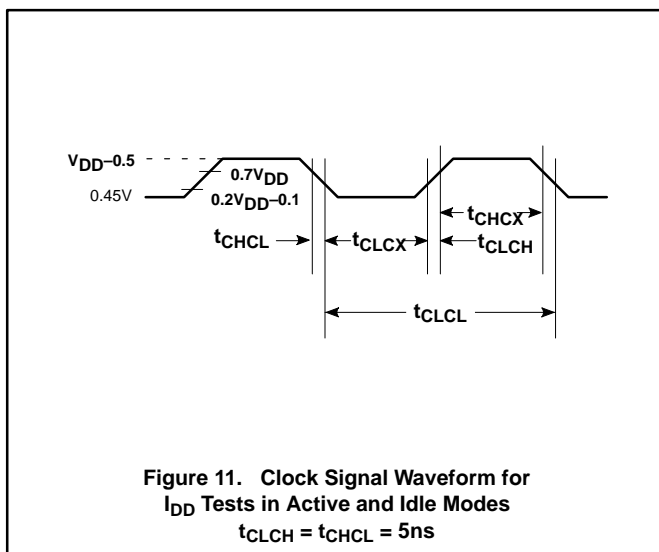 VDD–0.5
0.7VDD
0.45V
0.2VDD–0.1
tCHCX
tCHCL
tCLCX
tCLCH
tCLCL
Figure 11. Clock Signal Waveform for
IDD Tests in Active and Idle Modes
tCLCH = tCHCL = 5ns